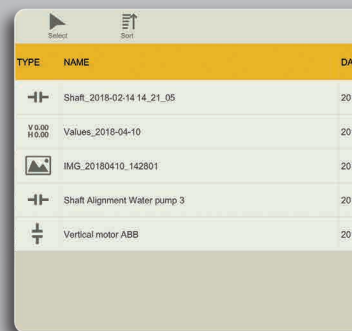 Select Sort
TYPE NAME DA
Shaft_2018-02-14 14_21_05 20
V 0.00
H 0.00 Values_2018-04-10 20
IMG_20180410_142801 20
Shaft Alignment Water pump 3 20
Vertical motor ABB 20